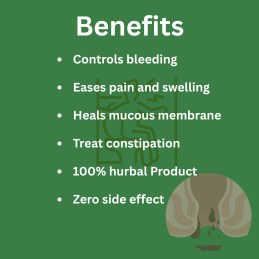 Benefits
• Controls bleeding
• Eases pain and swelling
• Heals mucous membrane
• Treat constipation
• 100% hurbal Product
• Zero side effect